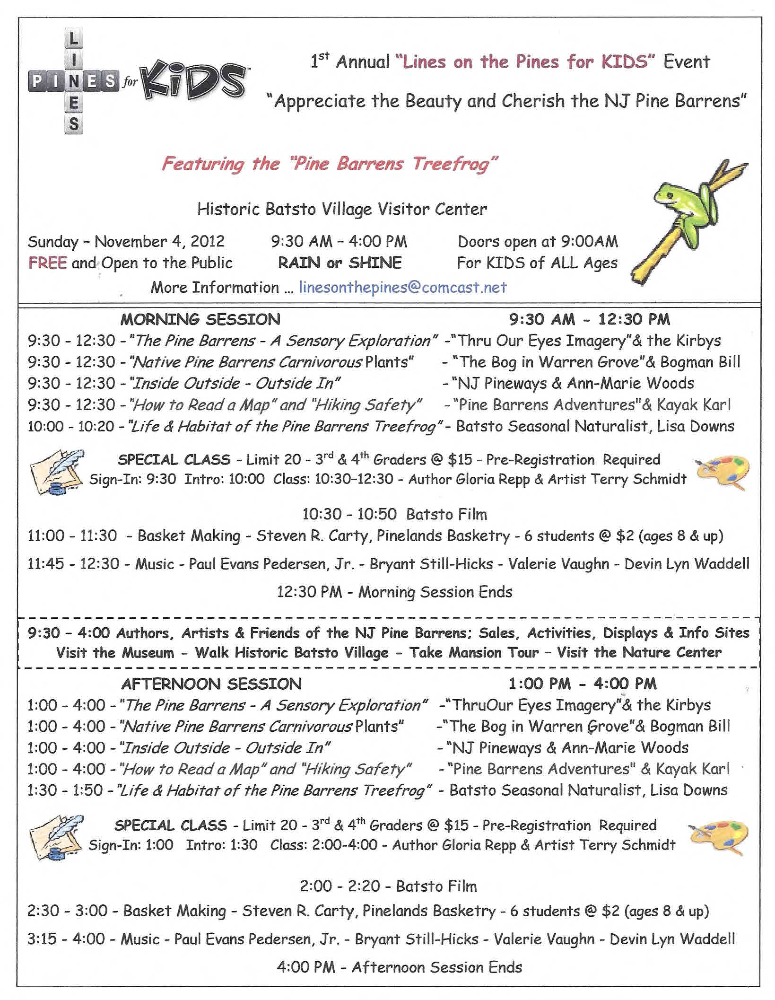 LINES
PINES for KiDS™
1st Annual "Lines on the Pines for KIDS" Event
"Appreciate the Beauty and Cherish the NJ Pine Barrens"
Featuring the "Pine Barrens Treefrog"
Historic Batsto Village Visitor Center
Sunday – November 4, 2012 9:30 AM – 4:00 PM Doors open at 9:00AM
FREE and Open to the Public RAIN or SHINE For KIDS of ALL Ages
More Information ... linesonthepines@comcast.net
MORNING SESSION 9:30 AM - 12:30 PM
9:30 - 12:30 - "The Pine Barrens - A Sensory Exploration" -"Thru Our Eyes Imagery"& the Kirbys
9:30 - 12:30 - "Native Pine Barrens Carnivorous Plants" - "The Bog in Warren Grove"& Bogman Bill
9:30 - 12:30 - "Inside Outside - Outside In" - "NJ Pineways & Ann-Marie Woods
9:30 - 12:30 - "How to Read a Map" and "Hiking Safety" - "Pine Barrens Adventures"& Kayak Karl
10:00 - 10:20 - "Life & Habitat of the Pine Barrens Treefrog" - Batsto Seasonal Naturalist, Lisa Downs
SPECIAL CLASS - Limit 20 - 3rd & 4th Graders @ $15 - Pre-Registration Required
Sign-In: 9:30 Intro: 10:00 Class: 10:30-12:30 - Author Gloria Repp & Artist Terry Schmidt
10:30 - 10:50 Batsto Film
11:00 - 11:30 - Basket Making - Steven R. Carty, Pinelands Basketry - 6 students @ $2 (ages 8 & up)
11:45 - 12:30 - Music - Paul Evans Pedersen, Jr. - Bryant Still-Hicks - Valerie Vaughn - Devin Lyn Waddell
12:30 PM - Morning Session Ends
9:30 – 4:00 Authors, Artists & Friends of the NJ Pine Barrens; Sales, Activities, Displays & Info Sites
Visit the Museum – Walk Historic Batsto Village – Take Mansion Tour – Visit the Nature Center
AFTERNOON SESSION 1:00 PM - 4:00 PM
1:00 - 4:00 - "The Pine Barrens - A Sensory Exploration" -"ThruOur Eyes Imagery"& the Kirbys
1:00 - 4:00 - "Native Pine Barrens Carnivorous Plants" -"The Bog in Warren Grove"& Bogman Bill
1:00 - 4:00 - "Inside Outside - Outside In" - "NJ Pineways & Ann-Marie Woods
1:00 - 4:00 - "How to Read a Map" and "Hiking Safety" - "Pine Barrens Adventures" & Kayak Karl
1:30 - 1:50 - "Life & Habitat of the Pine Barrens Treefrog" - Batsto Seasonal Naturalist, Lisa Downs
SPECIAL CLASS - Limit 20 - 3rd & 4th Graders @ $15 - Pre-Registration Required
Sign-In: 1:00 Intro: 1:30 Class: 2:00-4:00 - Author Gloria Repp & Artist Terry Schmidt
2:00 - 2:20 - Batsto Film
2:30 - 3:00 - Basket Making - Steven R. Carty, Pinelands Basketry - 6 students @ $2 (ages 8 & up)
3:15 - 4:00 - Music - Paul Evans Pedersen, Jr. - Bryant Still-Hicks - Valerie Vaughn - Devin Lyn Waddell
4:00 PM - Afternoon Session Ends